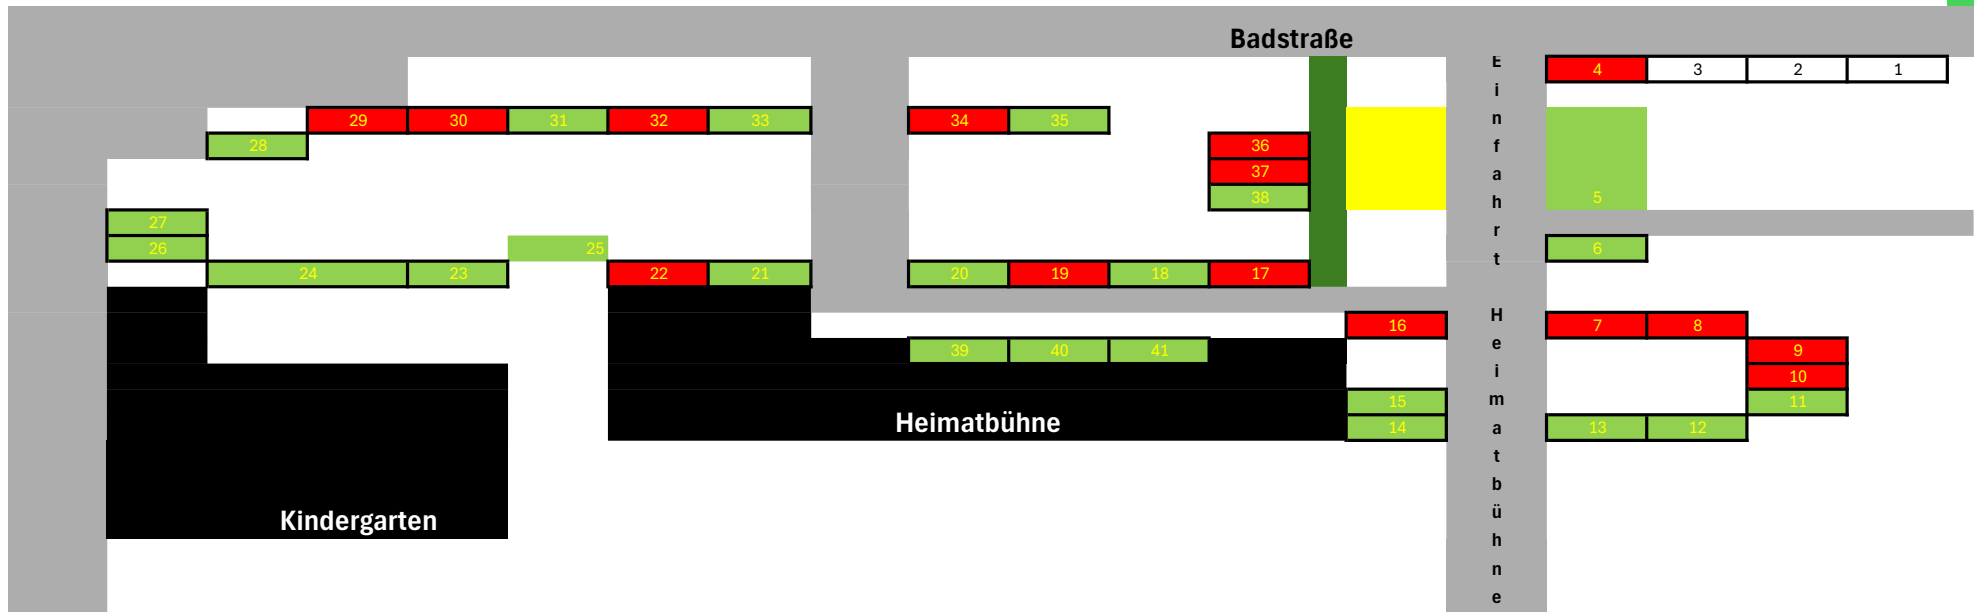 Badstraße
Einfahrt Heimatbühne
4 3 2 1
29 30 31 32 33 34 35
28 36
37
38 5
27
26 25 6
24 23 22 21 20 19 18 17
16 7 8
39 40 41 9
10
15 11
Heimatbühne 14 13 12
Kindergarten